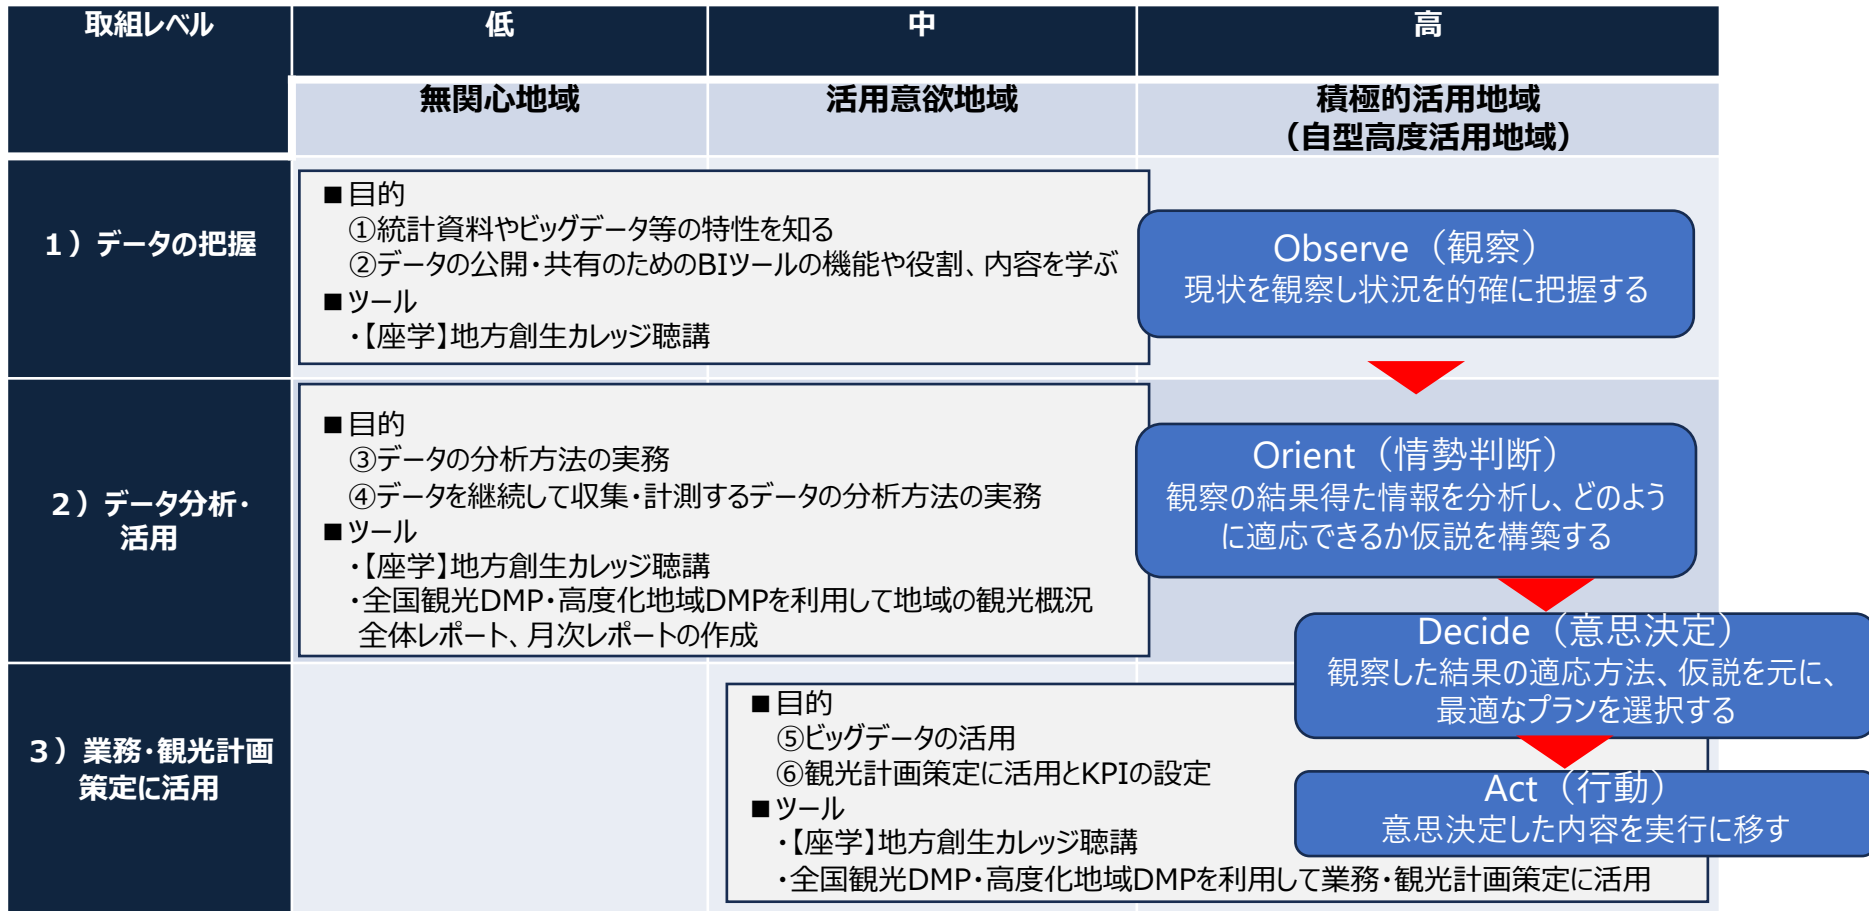 取組レベル
低
中
高
無関心地域
活用意欲地域
積極的活用地域
（自型高度活用地域）
１）データの把握
■目的
①統計資料やビッグデータ等の特性を知る
②データの公開・共有のためのBIツールの機能や役割、内容を学ぶ
■ツール
・【座学】地方創生カレッジ聴講
Observe（観察）
現状を観察し状況を的確に把握する
２）データ分析・
活用
■目的
③データの分析方法の実務
④データを継続して収集・計測するデータの分析方法の実務
■ツール
・【座学】地方創生カレッジ聴講
・全国観光DMP・高度化地域DMPを利用して地域の観光概況
全体レポート、月次レポートの作成
Orient（情勢判断）
観察の結果得た情報を分析し、どのよう
に適応できるか仮説を構築する
Decide（意思決定）
観察した結果の適応方法、仮説を元に、
最適なプランを選択する
３）業務・観光計画
策定に活用
■目的
⑤ビッグデータの活用
⑥観光計画策定に活用とKPIの設定
■ツール
・【座学】地方創生カレッジ聴講
・全国観光DMP・高度化地域DMPを利用して業務・観光計画策定に活用
Act（行動）
意思決定した内容を実行に移す